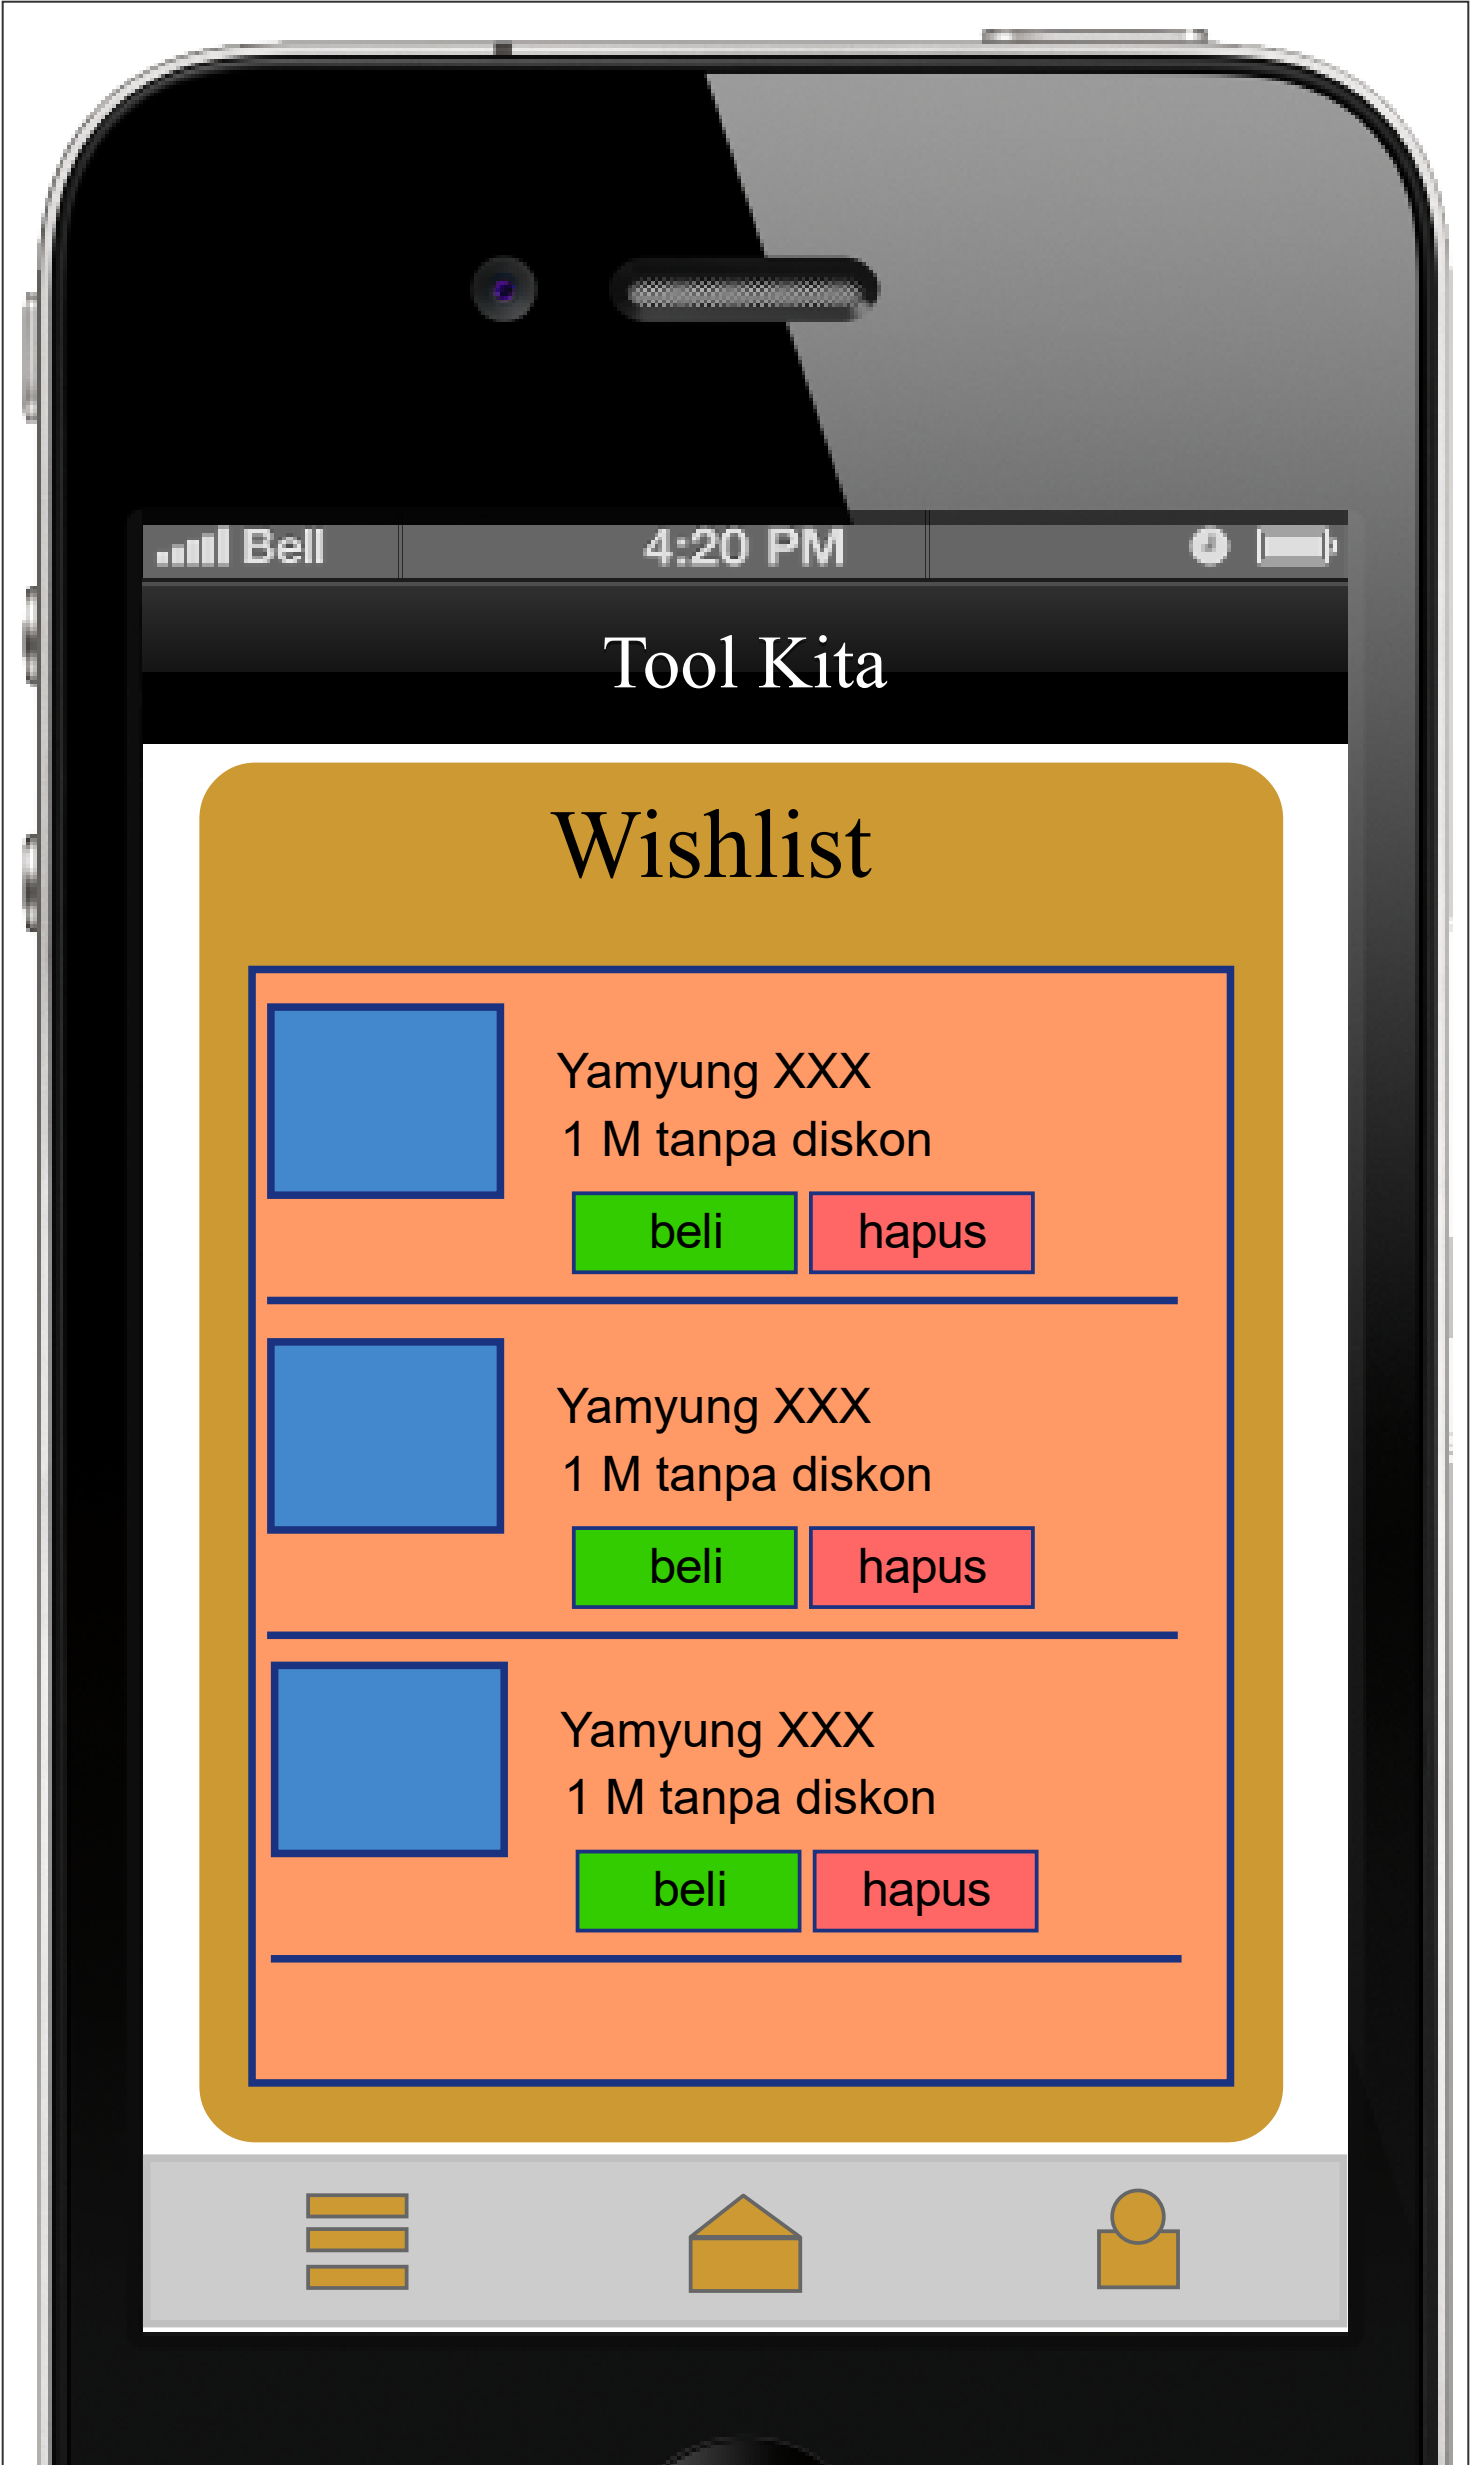 Bell 4:20 PM
Tool Kita
Wishlist
Yamyung XXX
1 M tanpa diskon
beli hapus
Yamyung XXX
1 M tanpa diskon
beli hapus
Yamyung XXX
1 M tanpa diskon
beli hapus